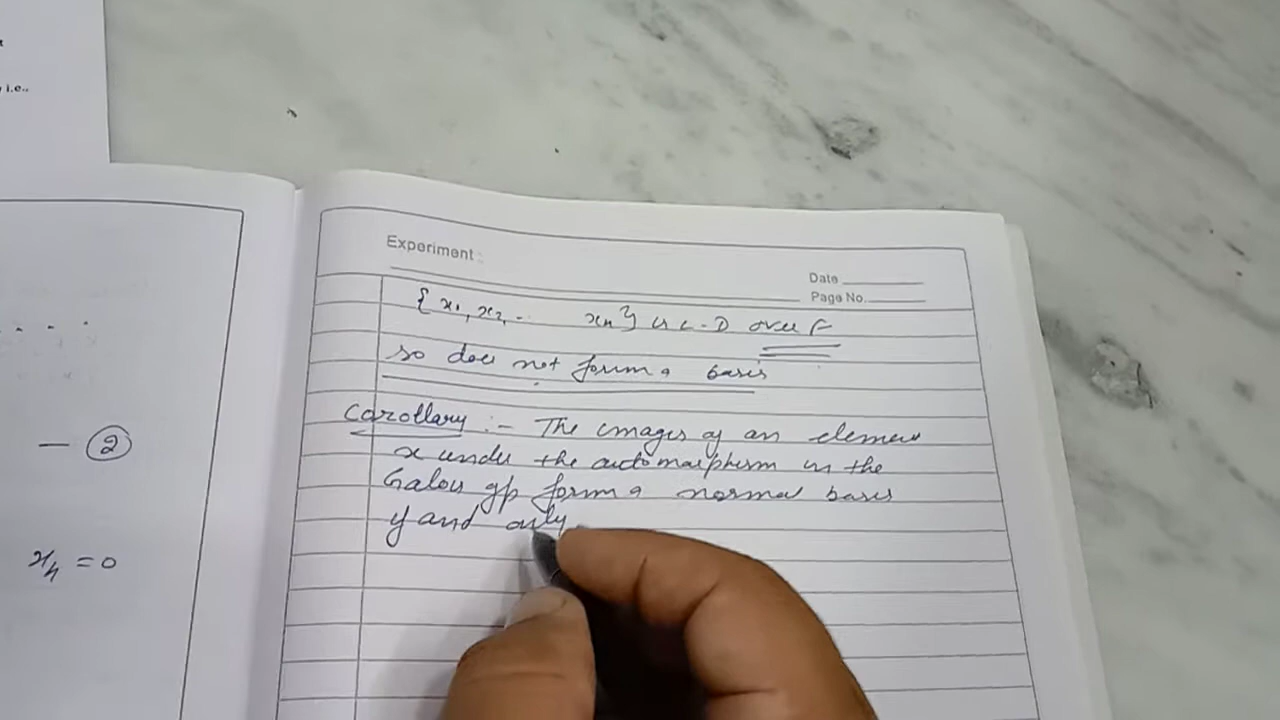 i.e..
— ②
x₄ = 0
Experiment :
Date
Page No.
{ x₁, x₂, - xₙ } is L-D over F
so does not form a basis
Corollary :- The images of an element
x under the automorphism in the
Galois gp form a normal basis
if and only